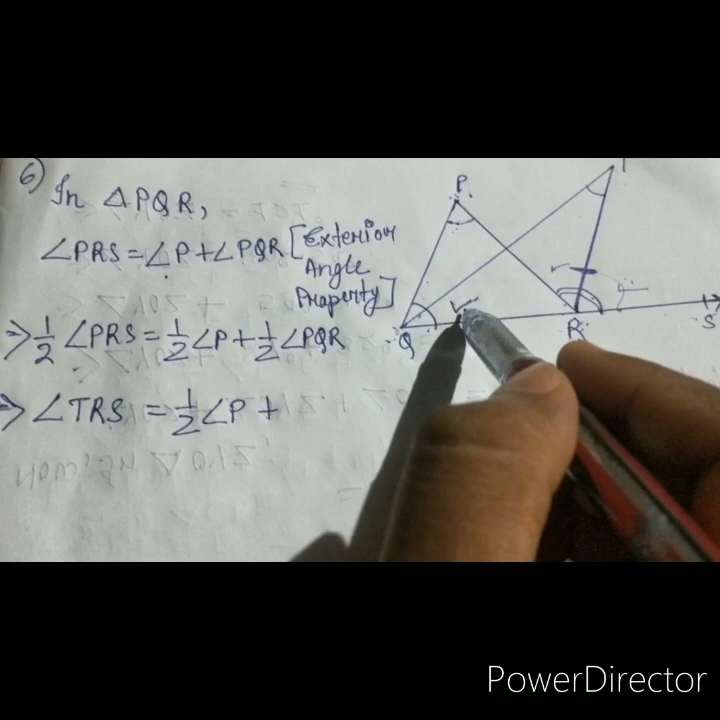 6) In △PQR,
∠PRS=∠P+∠PQR [Exterior
Angle
Property]
⇒ 1/2 ∠PRS = 1/2 ∠P + 1/2 ∠PQR
⇒ ∠TRS = 1/2 ∠P +
P
Q
R
S
PowerDirector